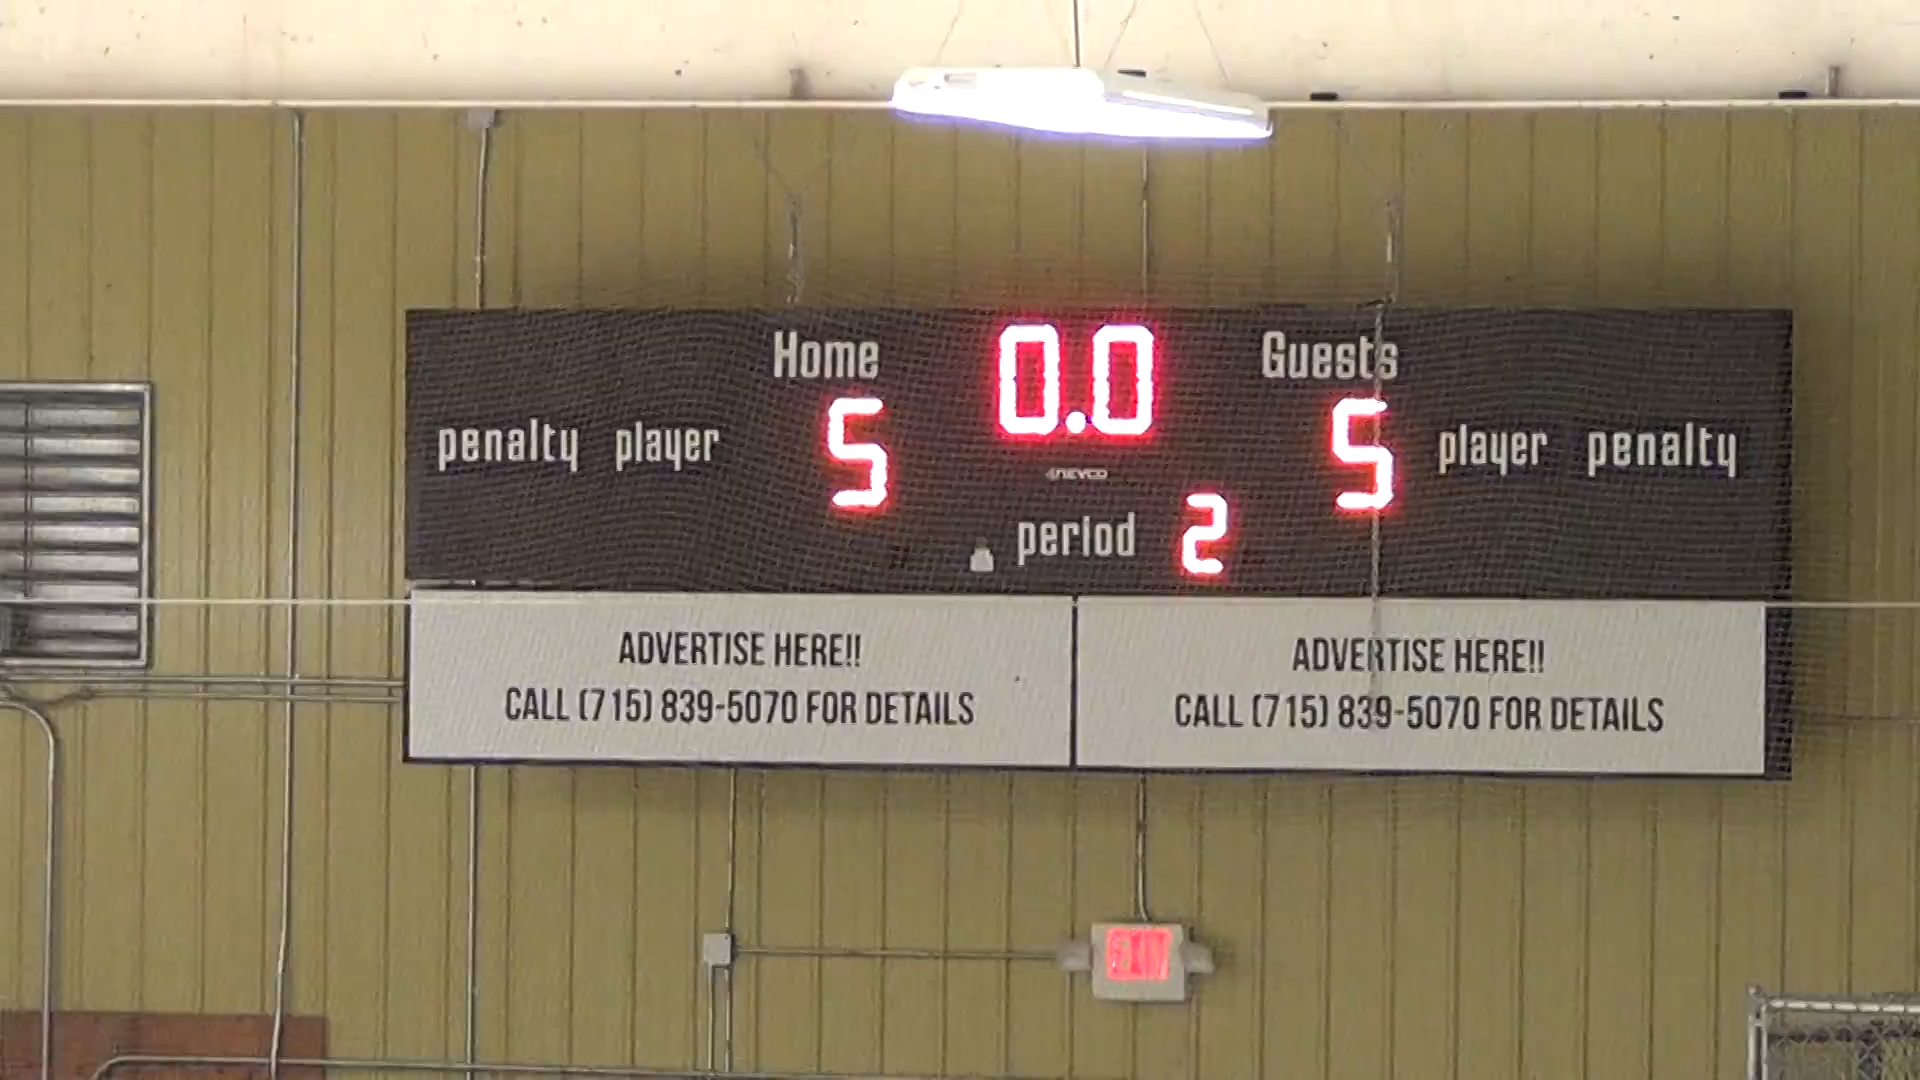 Home 0.0 Guests
penalty player 5 5 player penalty
NEVCO
period 2
ADVERTISE HERE!!
CALL (715) 839-5070 FOR DETAILS
ADVERTISE HERE!!
CALL (715) 839-5070 FOR DETAILS
EXIT